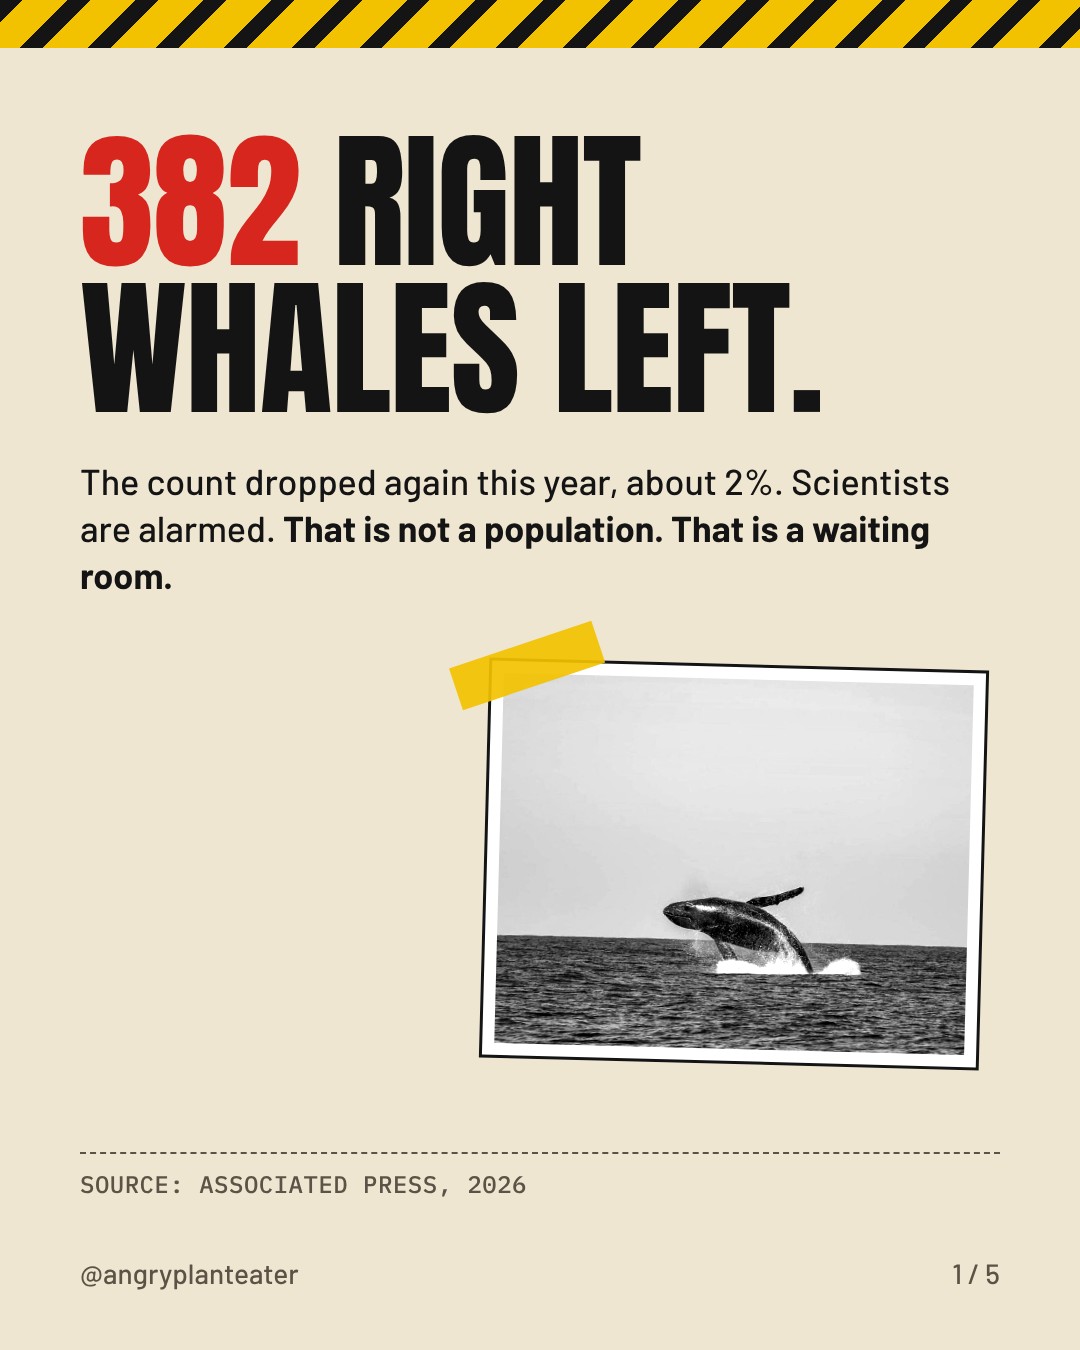 382 RIGHT
WHALES LEFT.
The count dropped again this year, about 2%. Scientists
are alarmed. That is not a population. That is a waiting
room.
SOURCE: ASSOCIATED PRESS, 2026
@angryplanteater
1 / 5